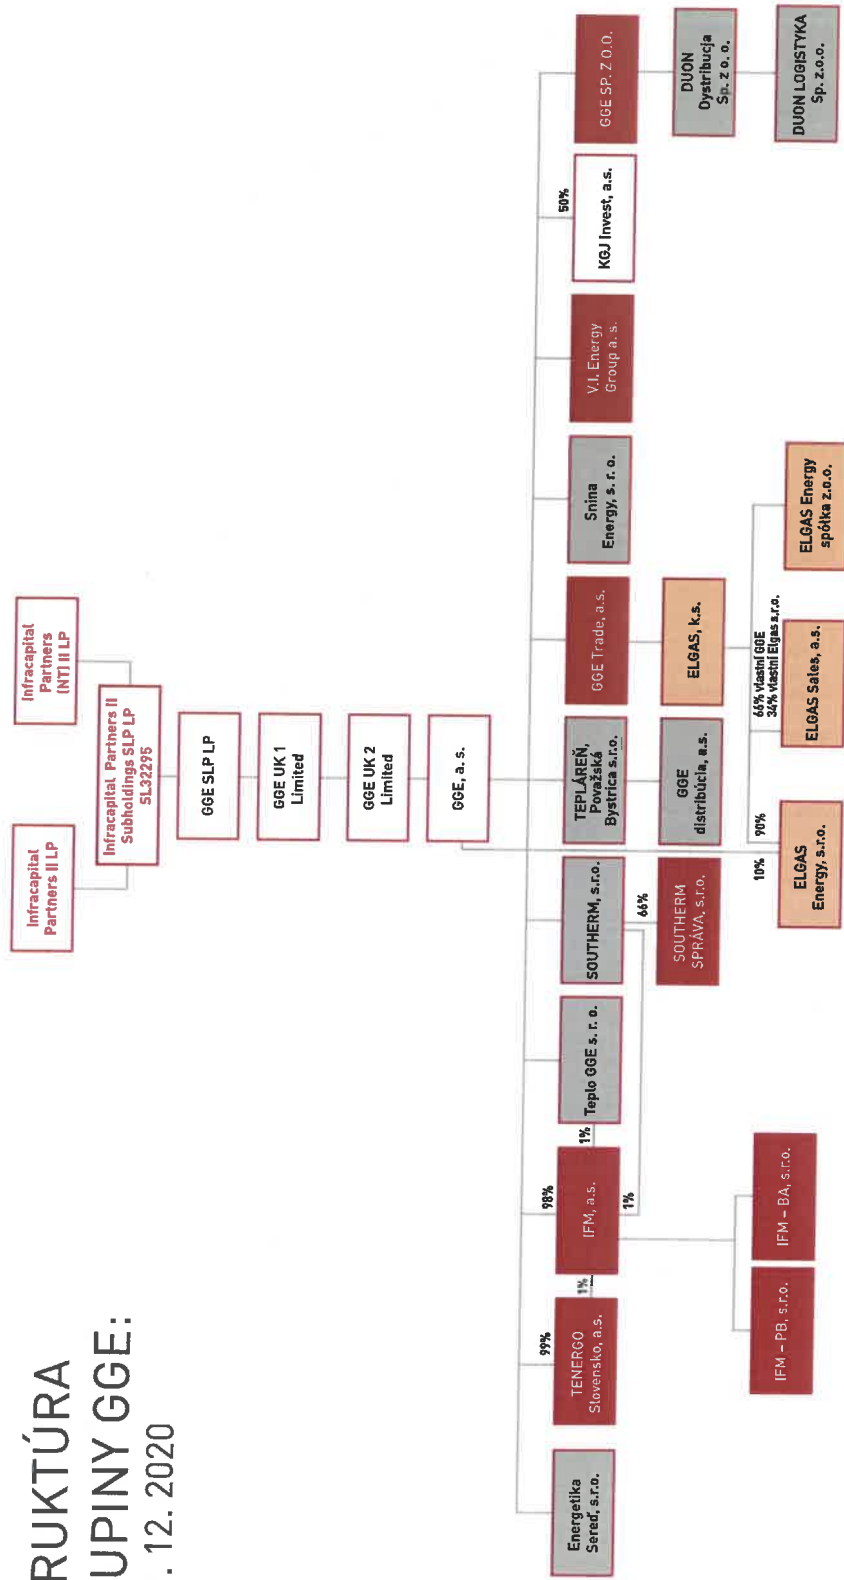 RUKTÚRA
UPINY GGE:
. 12. 2020
Infracapital
Partners II LP
Infracapital
Partners
(NT) II LP
Infracapital Partners II
Subholdings SLP LP
SL32295
GGE SLP LP
GGE UK 1
Limited
GGE UK 2
Limited
GGE, a. s.
Energetika
Sereď, s.r.o.
99%
TENERGO
Slovensko, a.s.
1%
98%
IFM, a.s.
1%
1%
Teplo GGE s. r. o.
SOUTHERM, s.r.o.
TEPLÁREŇ,
Považská
Bystrica s.r.o.
GGE Trade, a.s.
Snina
Energy, s. r. o.
V.I. Energy
Group a. s.
50%
KGJ Invest, a.s.
GGE SP. Z O.O.
66%
SOUTHERM
SPRÁVA, s.r.o.
GGE
distribúcia, a.s.
ELGAS, k.s.
DUON
Dystrybucja
Sp. z o. o.
IFM – PB, s.r.o.
IFM – BA, s.r.o.
10%
90%
66% vlastní GGE
34% vlastní Elgas s.r.o.
ELGAS
Energy, s.r.o.
ELGAS Sales, a.s.
ELGAS Energy
spółka z.o.o.
DUON LOGISTYKA
Sp. z.o.o.